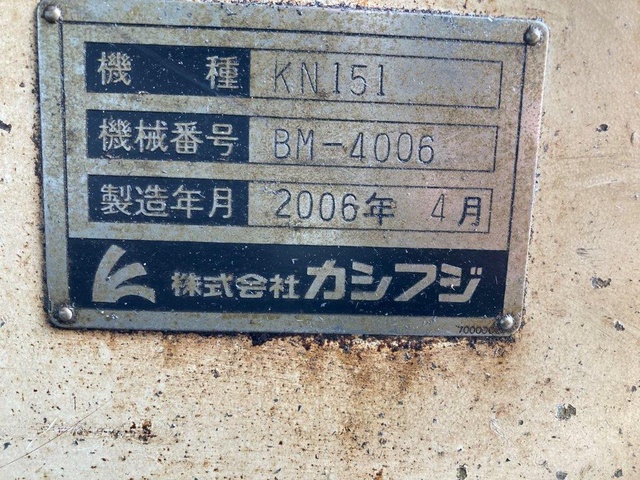 機種 KN151
機械番号 BM-4006
製造年月 2006年 4月
株式会社 カシフジ